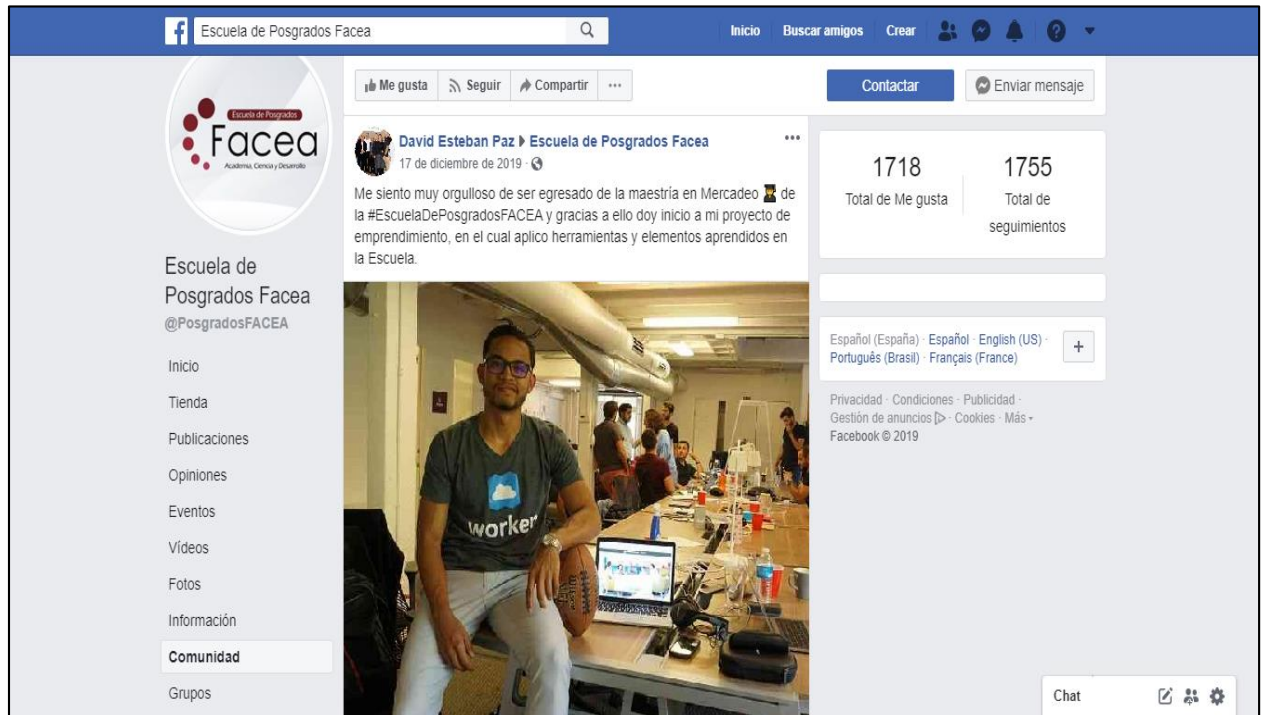 Escuela de Posgrados Facea
Inicio
Buscar amigos
Crear
Escuela de Posgrados
Facea
Academia, Ciencia y Desarrollo
Escuela de
Posgrados Facea
@PosgradosFACEA
Inicio
Tienda
Publicaciones
Opiniones
Eventos
Vídeos
Fotos
Información
Comunidad
Grupos
Me gusta
Seguir
Compartir
Contactar
Enviar mensaje
David Esteban Paz ▶ Escuela de Posgrados Facea
17 de diciembre de 2019 ·
Me siento muy orgulloso de ser egresado de la maestría en Mercadeo de
la #EscuelaDePosgradosFACEA y gracias a ello doy inicio a mi proyecto de
emprendimiento, en el cual aplico herramientas y elementos aprendidos en
la Escuela.
worker
1718
Total de Me gusta
1755
Total de
seguimientos
Español (España) · Español · English (US) ·
Português (Brasil) · Français (France)
+
Privacidad · Condiciones · Publicidad ·
Gestión de anuncios · Cookies · Más
Facebook © 2019
Chat